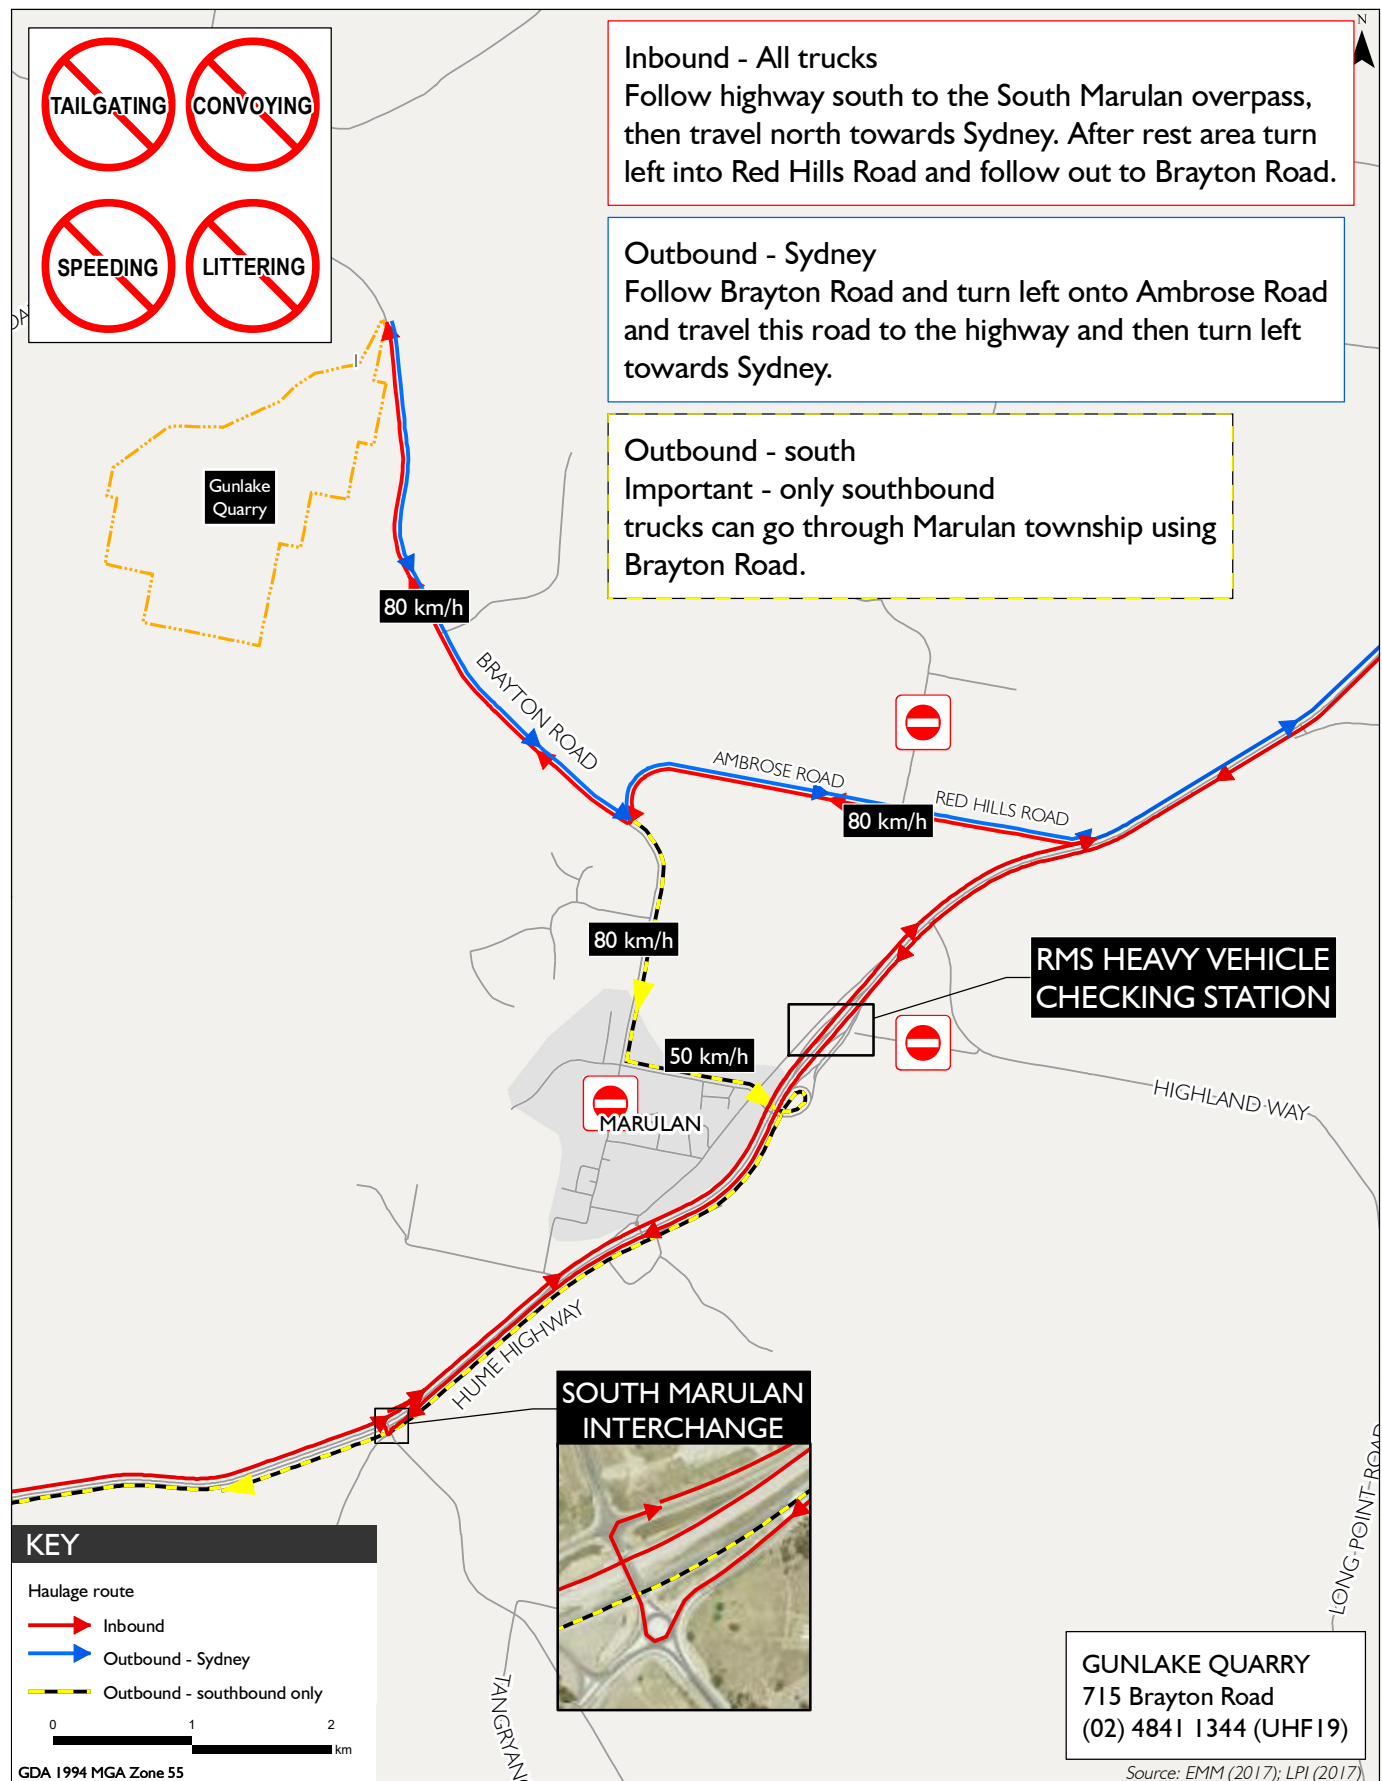 N
TAILGATING
CONVOYING
SPEEDING
LITTERING
Inbound - All trucks
Follow highway south to the South Marulan overpass,
then travel north towards Sydney. After rest area turn
left into Red Hills Road and follow out to Brayton Road.
Outbound - Sydney
Follow Brayton Road and turn left onto Ambrose Road
and travel this road to the highway and then turn left
towards Sydney.
Outbound - south
Important - only southbound
trucks can go through Marulan township using
Brayton Road.
Gunlake
Quarry
80 km/h
BRAYTON ROAD
AMBROSE ROAD
RED HILLS ROAD
80 km/h
80 km/h
RMS HEAVY VEHICLE
CHECKING STATION
50 km/h
MARULAN
HIGHLAND WAY
HUME HIGHWAY
SOUTH MARULAN
INTERCHANGE
LONG POINT ROAD
KEY
Haulage route
Inbound
Outbound - Sydney
Outbound - southbound only
0 1 2
km
GDA 1994 MGA Zone 55
GUNLAKE QUARRY
715 Brayton Road
(02) 4841 1344 (UHF19)
Source: EMM (2017); LPI (2017)